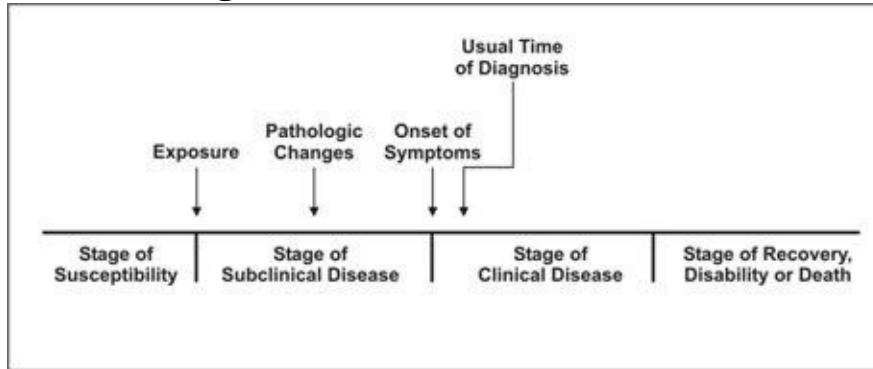 Usual Time
of Diagnosis
Pathologic
Changes
Onset of
Symptoms
Exposure
Stage of
Susceptibility
Stage of
Subclinical Disease
Stage of
Clinical Disease
Stage of Recovery,
Disability or Death